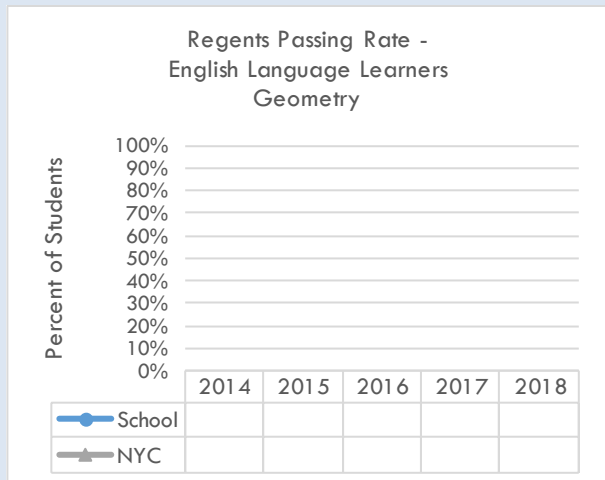 Regents Passing Rate -
English Language Learners
Geometry
Percent of Students
100%
90%
80%
70%
60%
50%
40%
30%
20%
10%
0%
2014 2015 2016 2017 2018
School
NYC